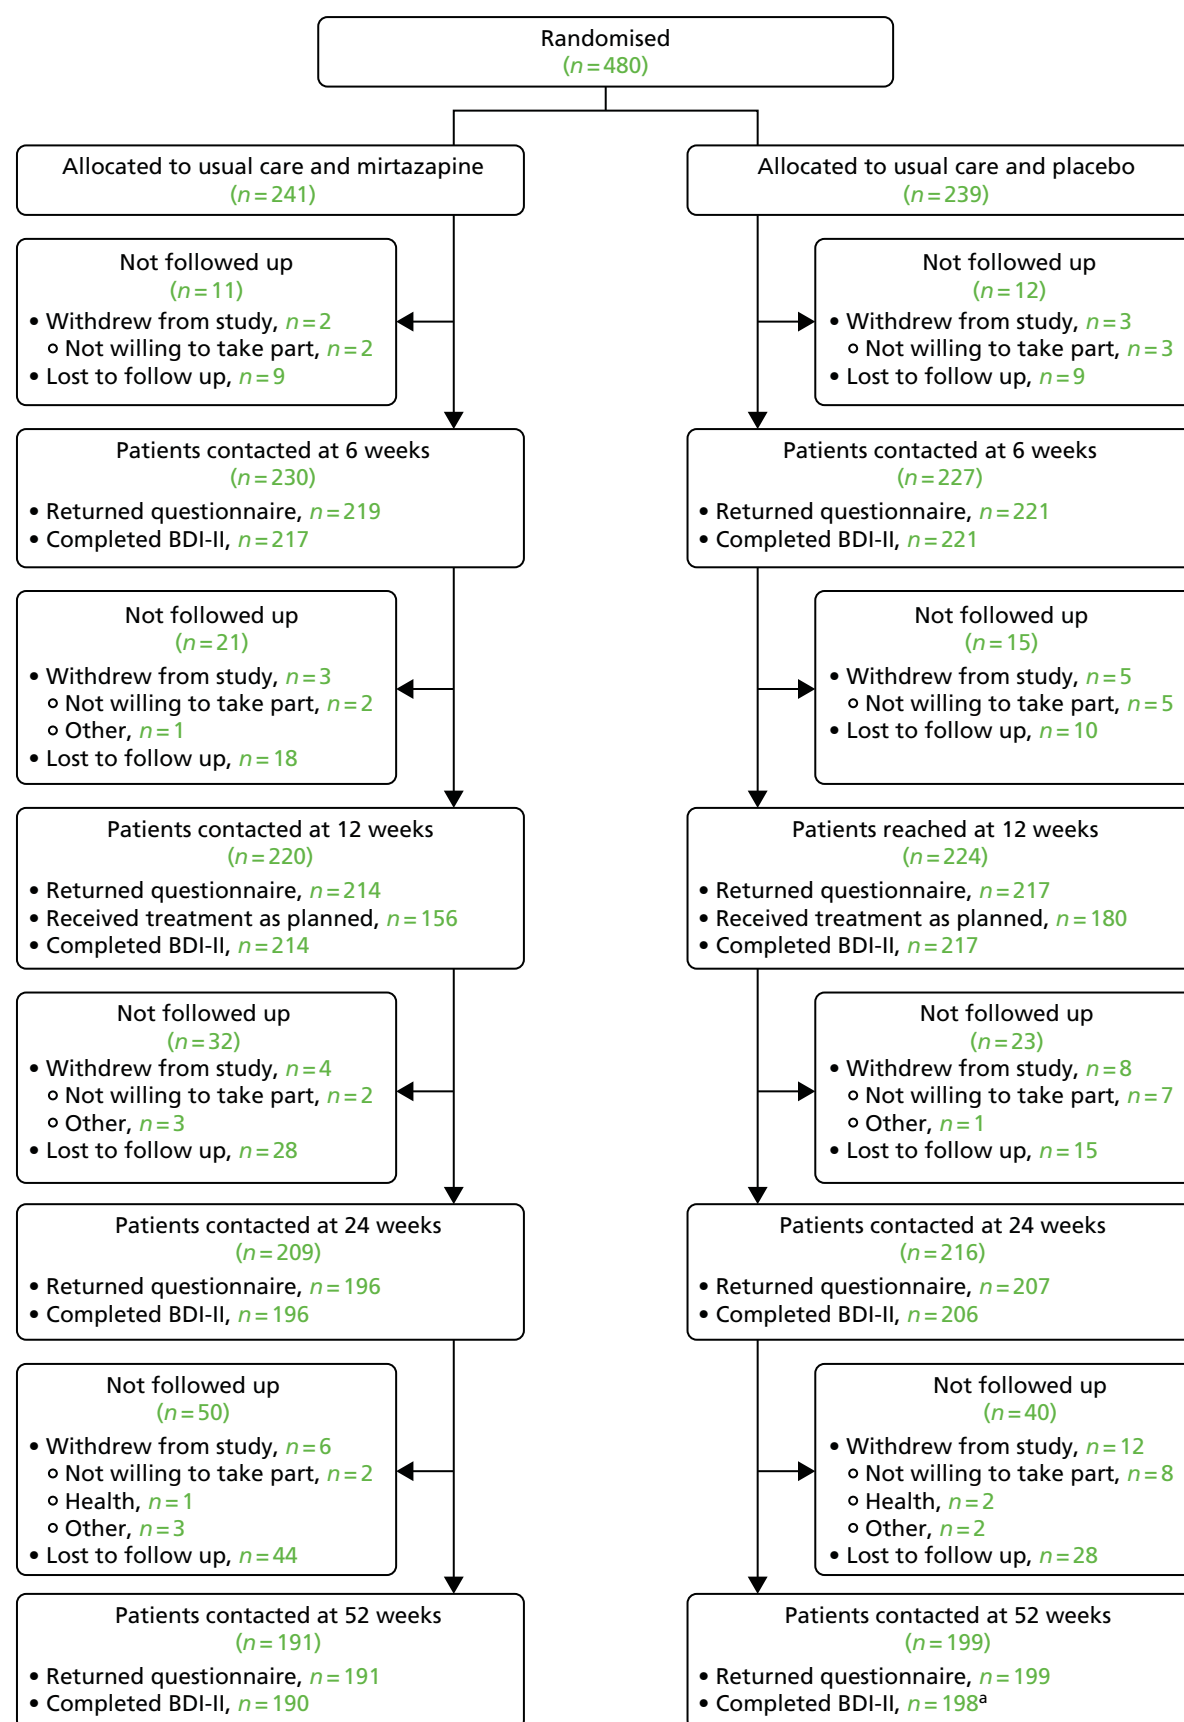 Randomised
(n=480)
Allocated to usual care and mirtazapine
(n=241)
Allocated to usual care and placebo
(n=239)
Not followed up
(n=11)
• Withdrew from study, n=2
Not willing to take part, n=2
• Lost to follow up, n=9
Not followed up
(n=12)
• Withdrew from study, n=3
Not willing to take part, n=3
• Lost to follow up, n=9
Patients contacted at 6 weeks
(n=230)
• Returned questionnaire, n=219
• Completed BDI-II, n=217
Patients contacted at 6 weeks
(n=227)
• Returned questionnaire, n=221
• Completed BDI-II, n=221
Not followed up
(n=21)
• Withdrew from study, n=3
Not willing to take part, n=2
Other, n=1
• Lost to follow up, n=18
Not followed up
(n=15)
• Withdrew from study, n=5
Not willing to take part, n=5
• Lost to follow up, n=10
Patients contacted at 12 weeks
(n=220)
• Returned questionnaire, n=214
• Received treatment as planned, n=156
• Completed BDI-II, n=214
Patients reached at 12 weeks
(n=224)
• Returned questionnaire, n=217
• Received treatment as planned, n=180
• Completed BDI-II, n=217
Not followed up
(n=32)
• Withdrew from study, n=4
Not willing to take part, n=2
Other, n=3
• Lost to follow up, n=28
Not followed up
(n=23)
• Withdrew from study, n=8
Not willing to take part, n=7
Other, n=1
• Lost to follow up, n=15
Patients contacted at 24 weeks
(n=209)
• Returned questionnaire, n=196
• Completed BDI-II, n=196
Patients contacted at 24 weeks
(n=216)
• Returned questionnaire, n=207
• Completed BDI-II, n=206
Not followed up
(n=50)
• Withdrew from study, n=6
Not willing to take part, n=2
Health, n=1
Other, n=3
• Lost to follow up, n=44
Not followed up
(n=40)
• Withdrew from study, n=12
Not willing to take part, n=8
Health, n=2
Other, n=2
• Lost to follow up, n=28
Patients contacted at 52 weeks
(n=191)
• Returned questionnaire, n=191
• Completed BDI-II, n=190
Patients contacted at 52 weeks
(n=199)
• Returned questionnaire, n=199
• Completed BDI-II, n=198a